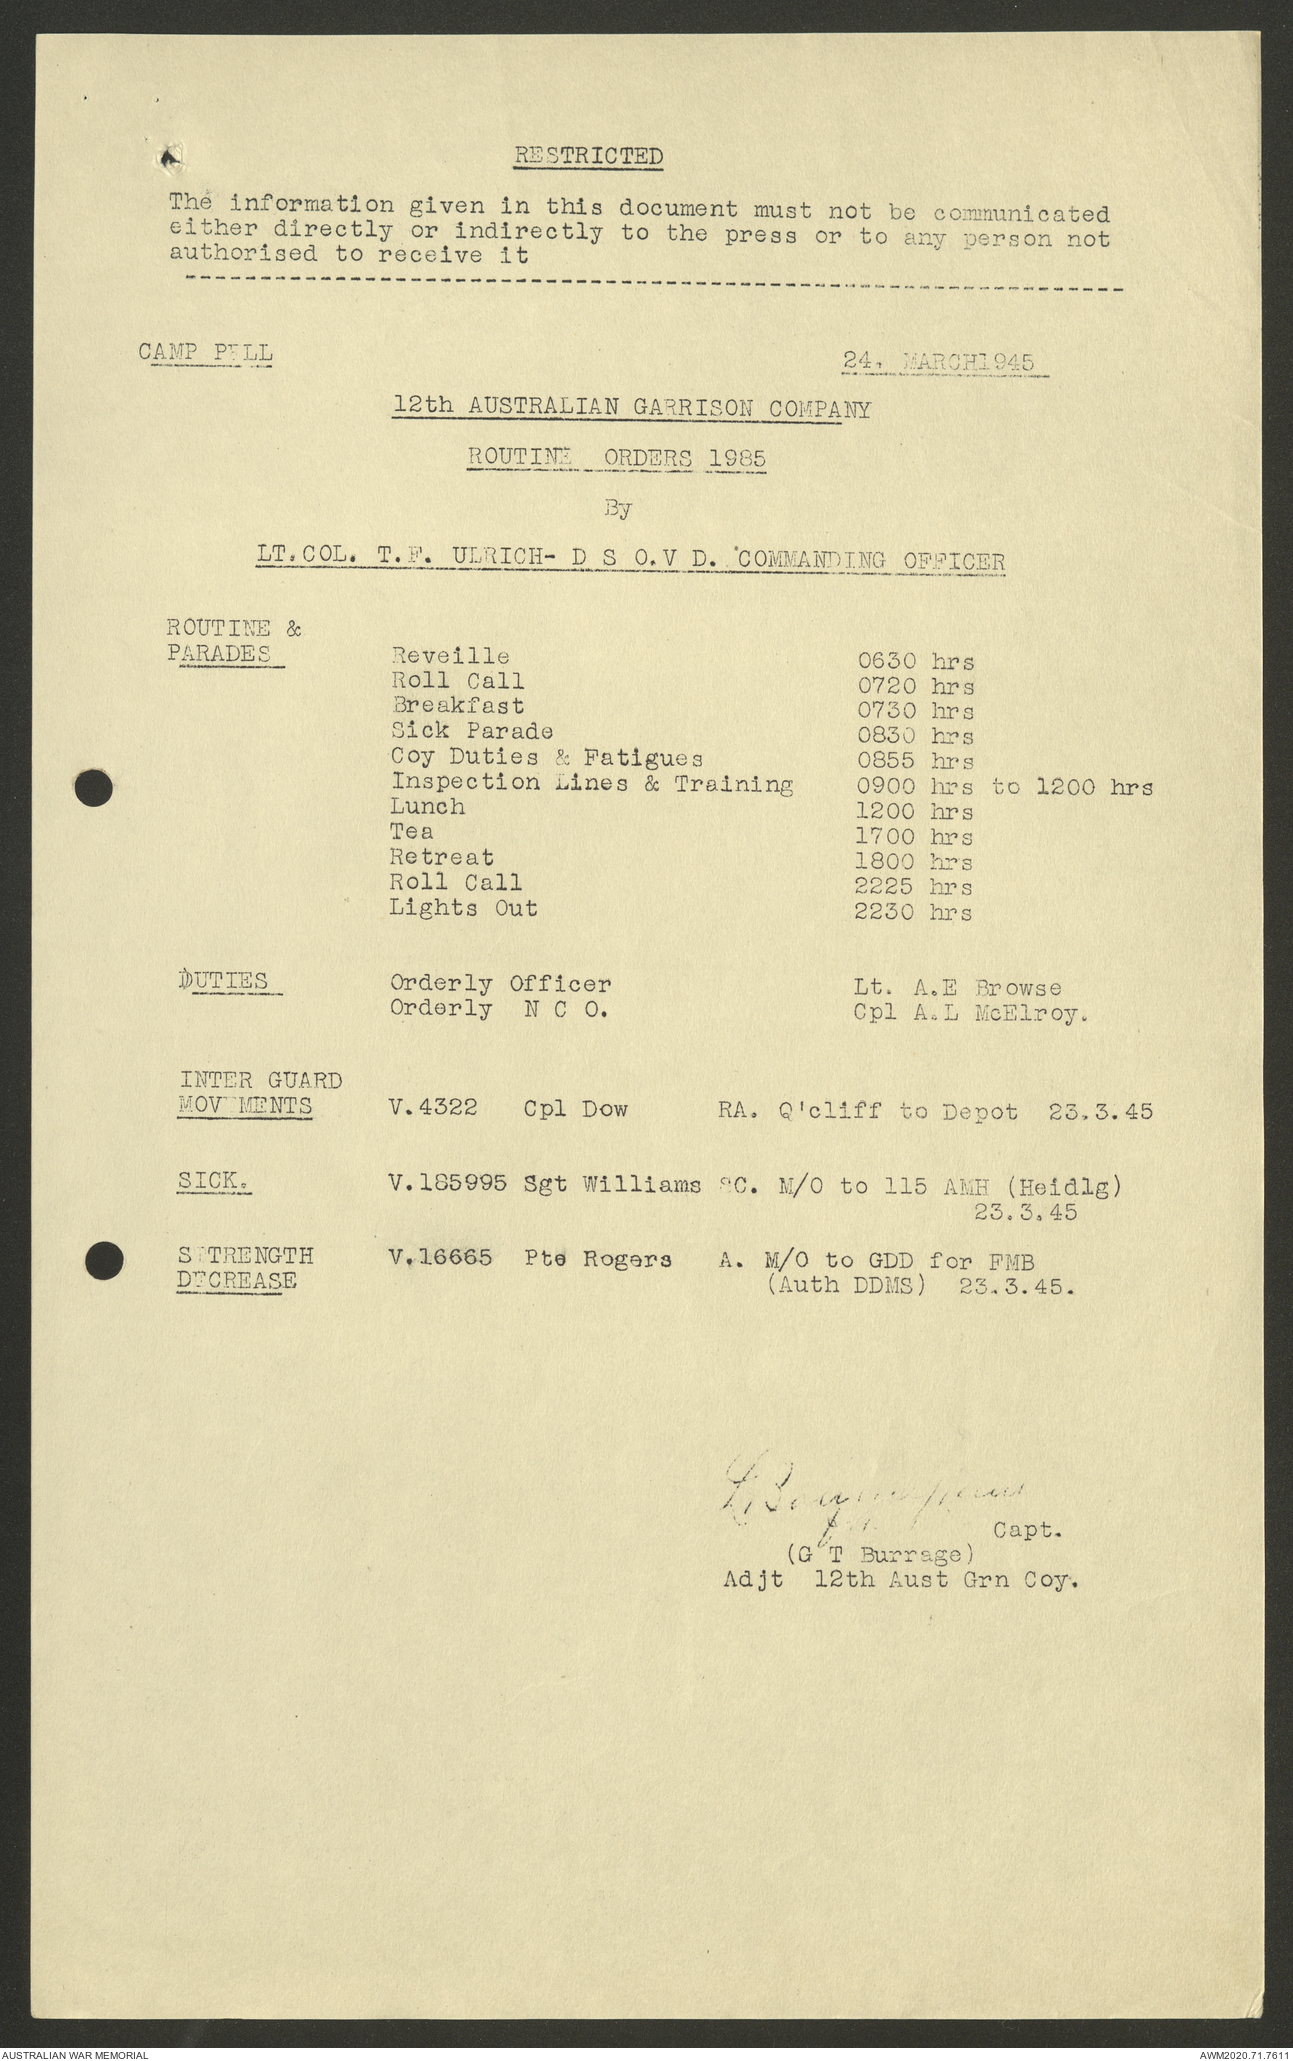 RESTRICTED
The information given in this document must not be communicated
either directly or indirectly to the press or to any person not
authorised to receive it
CAMP PELL 24. MARCH1945
12th AUSTRALIAN GARRISON COMPANY
ROUTINE ORDERS 1985
By
LT.COL. T.F. ULRICH- D S O.V D. COMMANDING OFFICER
ROUTINE &
PARADES Reveille 0630 hrs
Roll Call 0720 hrs
Breakfast 0730 hrs
Sick Parade 0830 hrs
Coy Duties & Fatigues 0855 hrs
Inspection Lines & Training 0900 hrs to 1200 hrs
Lunch 1200 hrs
Tea 1700 hrs
Retreat 1800 hrs
Roll Call 2225 hrs
Lights Out 2230 hrs
DUTIES Orderly Officer Lt. A.E Browse
Orderly N C O. Cpl A.L McElroy.
INTER GUARD
MOVEMENTS V.4322 Cpl Dow RA. Q'cliff to Depot 23.3.45
SICK. V.185995 Sgt Williams SC. M/O to 115 AMH (Heidlg)
23.3.45
STRENGTH V.16665 Pte Rogers A. M/O to GDD for FMB
DECREASE (Auth DDMS) 23.3.45.
Capt.
(G T Burrage)
Adjt 12th Aust Grn Coy.
AUSTRALIAN WAR MEMORIAL AWM2020.71.7611